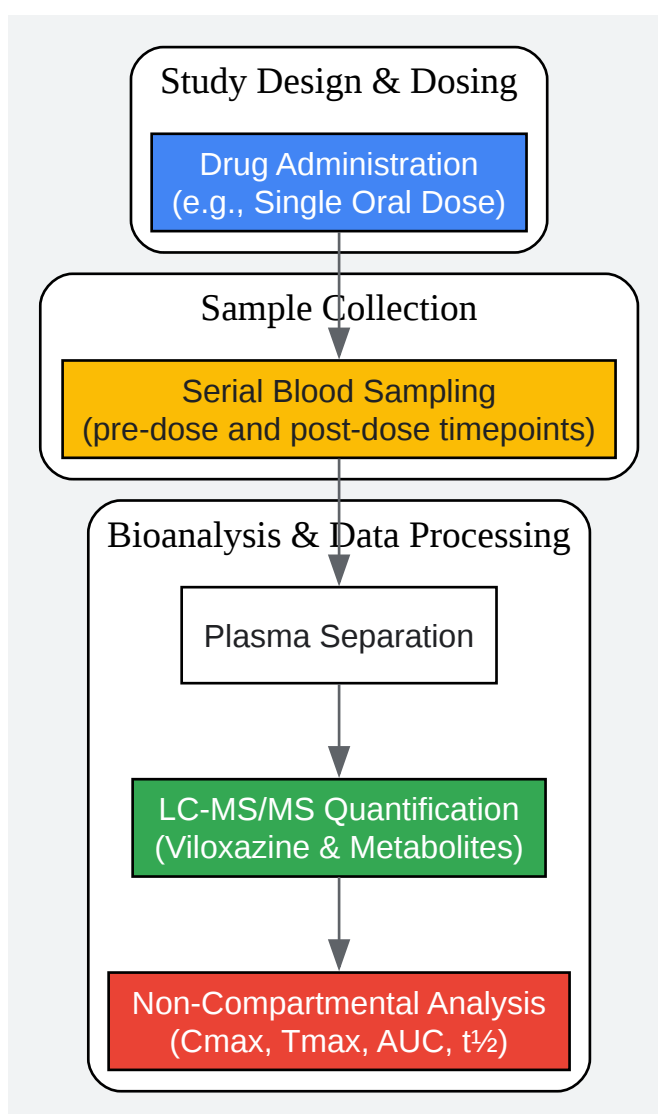 Study Design & Dosing
Drug Administration
(e.g., Single Oral Dose)
Sample Collection
Serial Blood Sampling
(pre-dose and post-dose timepoints)
Bioanalysis & Data Processing
Plasma Separation
LC-MS/MS Quantification
(Viloxazine & Metabolites)
Non-Compartmental Analysis
(Cmax, Tmax, AUC, t½)